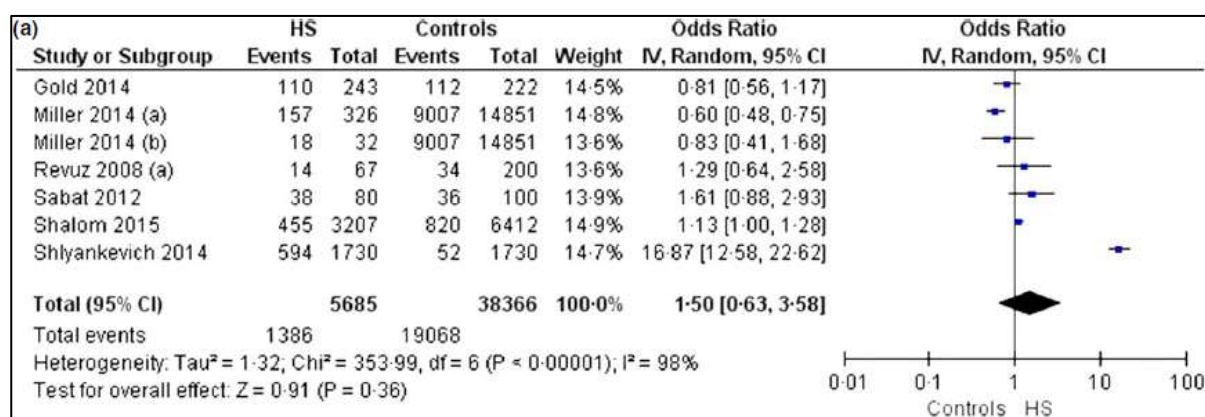 (a) HS Controls Odds Ratio Odds Ratio
Study or Subgroup Events Total Events Total Weight IV, Random, 95% CI IV, Random, 95% CI
Gold 2014 110 243 112 222 14·5% 0·81 [0·56, 1·17]
Miller 2014 (a) 157 326 9007 14851 14·8% 0·60 [0·48, 0·75]
Miller 2014 (b) 18 32 9007 14851 13·6% 0·83 [0·41, 1·68]
Revuz 2008 (a) 14 67 34 200 13·6% 1·29 [0·64, 2·58]
Sabat 2012 38 80 36 100 13·9% 1·61 [0·88, 2·93]
Shalom 2015 455 3207 820 6412 14·9% 1·13 [1·00, 1·28]
Shlyankevich 2014 594 1730 52 1730 14·7% 16·87 [12·58, 22·62]
Total (95% CI) 5685 38366 100·0% 1·50 [0·63, 3·58]
Total events 1386 19068
Heterogeneity: Tau² = 1·32; Chi² = 353·99, df = 6 (P < 0·00001); I² = 98%
Test for overall effect: Z = 0·91 (P = 0·36)
0·01 0·1 1 10 100
Controls HS